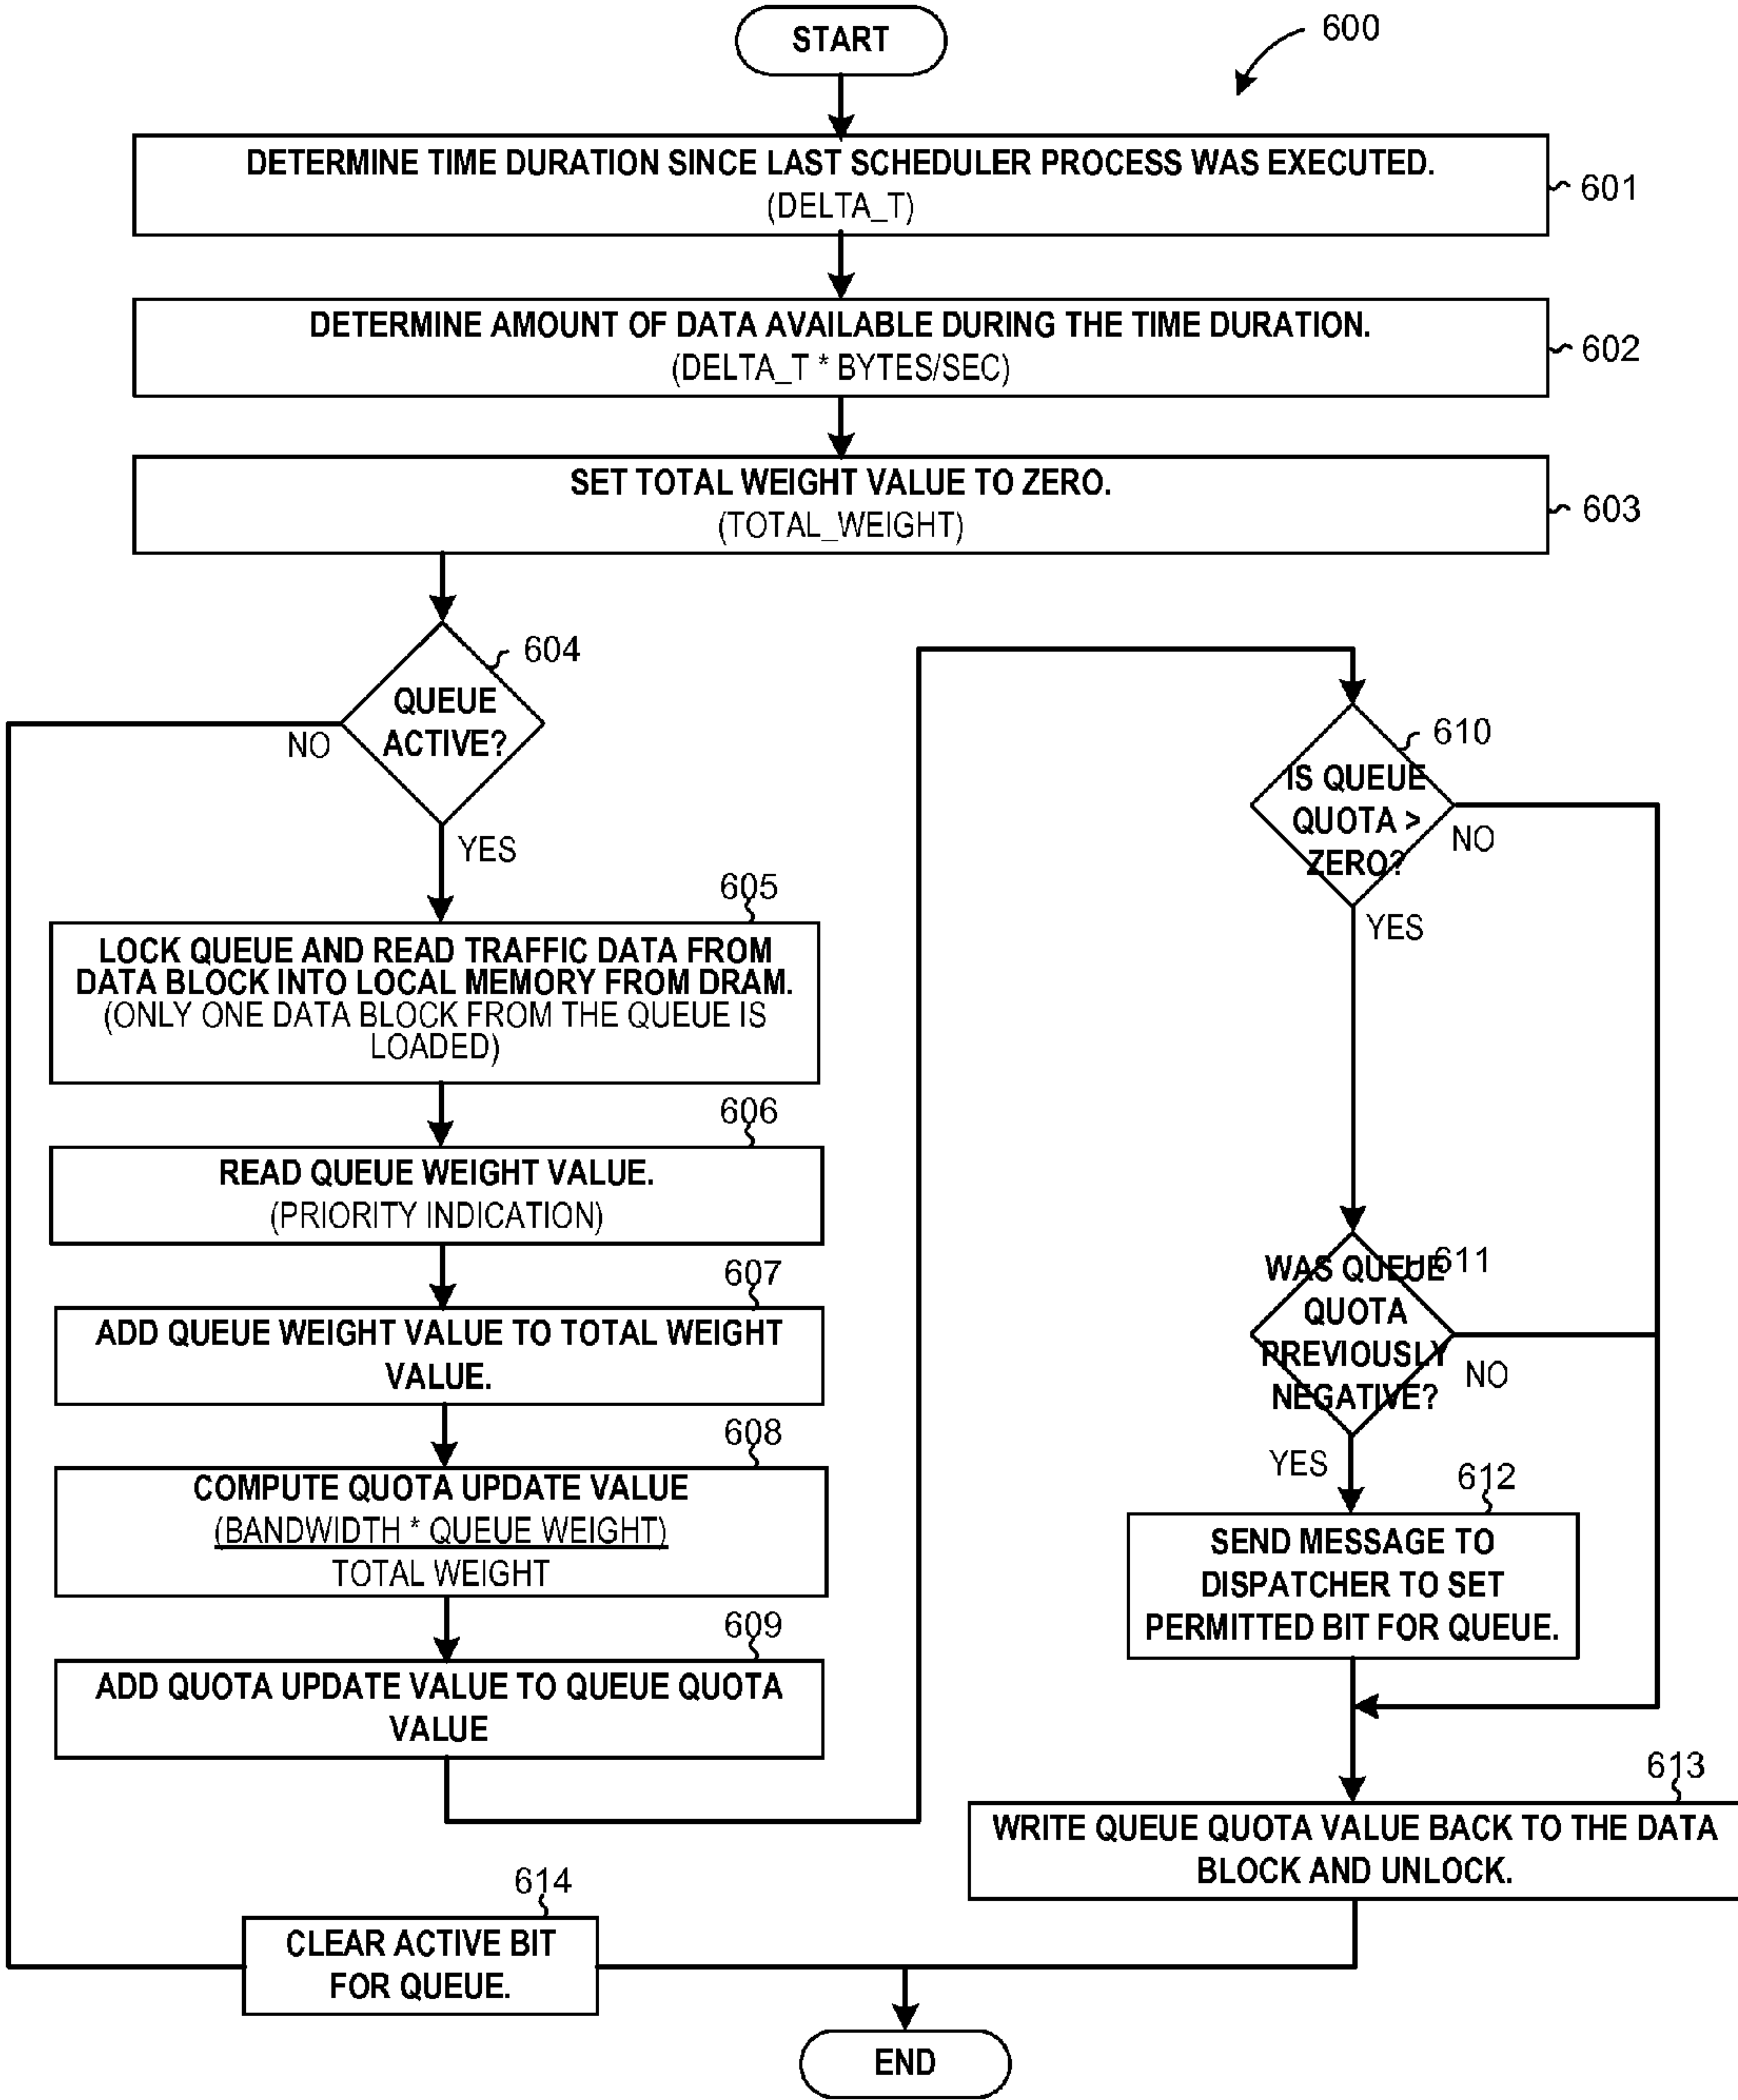 START
600
DETERMINE TIME DURATION SINCE LAST SCHEDULER PROCESS WAS EXECUTED.
(DELTA_T)
601
DETERMINE AMOUNT OF DATA AVAILABLE DURING THE TIME DURATION.
(DELTA_T * BYTES/SEC)
602
SET TOTAL WEIGHT VALUE TO ZERO.
(TOTAL_WEIGHT)
603
604
QUEUE
ACTIVE?
NO
YES
605
LOCK QUEUE AND READ TRAFFIC DATA FROM
DATA BLOCK INTO LOCAL MEMORY FROM DRAM.
(ONLY ONE DATA BLOCK FROM THE QUEUE IS
LOADED)
606
READ QUEUE WEIGHT VALUE.
(PRIORITY INDICATION)
607
ADD QUEUE WEIGHT VALUE TO TOTAL WEIGHT
VALUE.
608
COMPUTE QUOTA UPDATE VALUE
(BANDWIDTH * QUEUE WEIGHT)
TOTAL WEIGHT
609
ADD QUOTA UPDATE VALUE TO QUEUE QUOTA
VALUE
610
IS QUEUE
QUOTA >
ZERO?
NO
YES
611
WAS QUEUE
QUOTA
PREVIOUSLY
NEGATIVE?
NO
YES
612
SEND MESSAGE TO
DISPATCHER TO SET
PERMITTED BIT FOR QUEUE.
613
WRITE QUEUE QUOTA VALUE BACK TO THE DATA
BLOCK AND UNLOCK.
614
CLEAR ACTIVE BIT
FOR QUEUE.
END